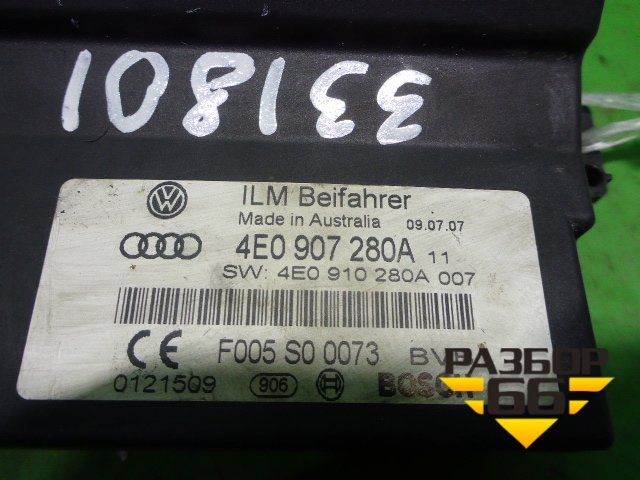 108133
ILM Beifahrer
Made in Australia 09.07.07
4E0 907 280A 11
SW: 4E0 910 280A 007
CE F005 S0 0073
0121509 906 BOSCH
РАЗБОР
66